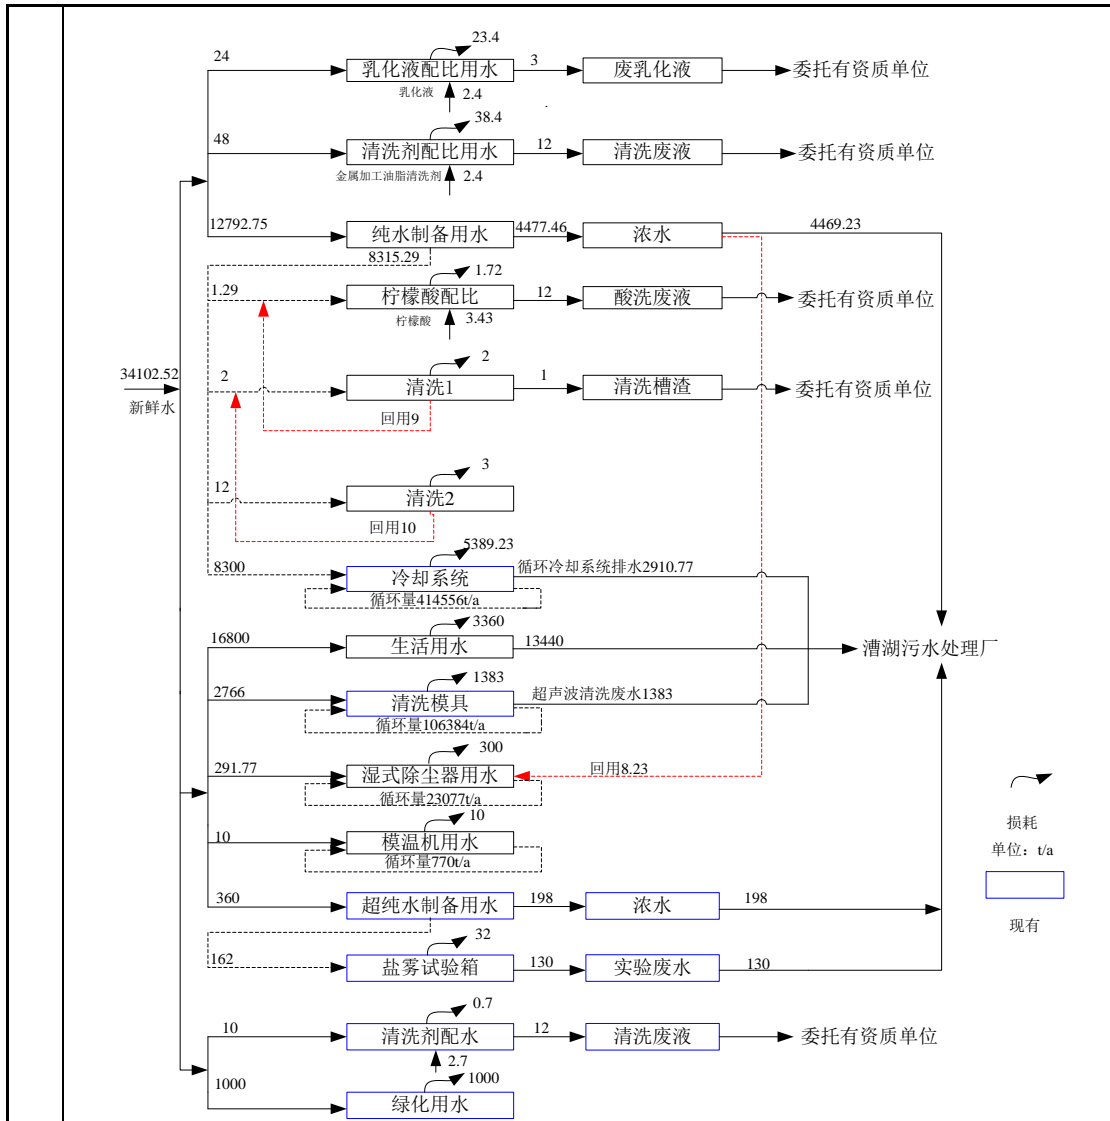 23.4
24
乳化液配比用水
3
废乳化液
委托有资质单位
乳化液
2.4
38.4
48
清洗剂配比用水
12
清洗废液
委托有资质单位
金属加工油脂清洗剂
2.4
12792.75
纯水制备用水
4477.46
浓水
4469.23
8315.29
1.72
1.29
柠檬酸配比
12
酸洗废液
委托有资质单位
柠檬酸
3.43
34102.52
新鲜水
2
2
清洗1
1
清洗槽渣
委托有资质单位
回用9
3
12
清洗2
回用10
5389.23
8300
冷却系统
循环冷却系统排水2910.77
循环量414556t/a
3360
16800
生活用水
13440
漕湖污水处理厂
1383
2766
清洗模具
超声波清洗废水1383
循环量106384t/a
300
291.77
湿式除尘器用水
回用8.23
循环量23077t/a
10
10
模温机用水
循环量770t/a
损耗
单位：t/a
现有
360
超纯水制备用水
198
浓水
198
32
162
盐雾试验箱
130
实验废水
130
0.7
10
清洗剂配水
12
清洗废液
委托有资质单位
2.7
1000
1000
绿化用水